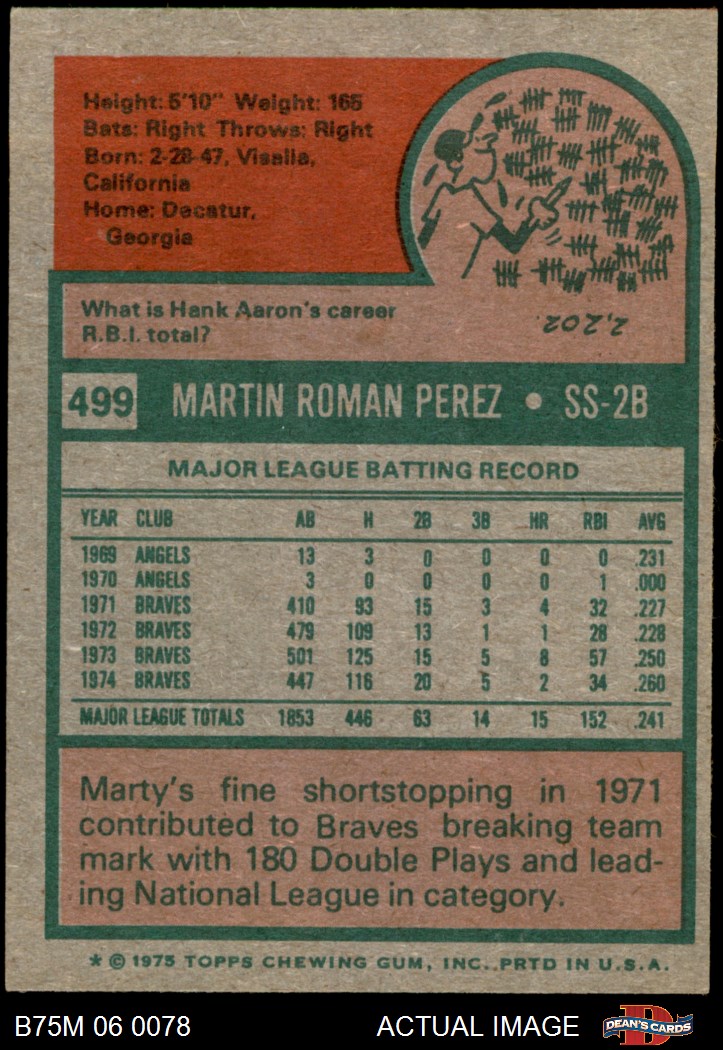 Height: 5'10" Weight: 165
Bats: Right Throws: Right
Born: 2-28-47, Visalia,
California
Home: Decatur,
Georgia
What is Hank Aaron's career
R.B.I. total?
2,202
499 MARTIN ROMAN PEREZ • SS-2B
MAJOR LEAGUE BATTING RECORD
YEAR CLUB AB H 2B 3B HR RBI AVG
1969 ANGELS 13 3 0 0 0 0 .231
1970 ANGELS 3 0 0 0 0 1 .000
1971 BRAVES 410 93 15 3 4 32 .227
1972 BRAVES 479 109 13 1 1 28 .228
1973 BRAVES 501 125 15 5 8 57 .250
1974 BRAVES 447 116 20 5 2 34 .260
MAJOR LEAGUE TOTALS 1853 446 63 14 15 152 .241
Marty's fine shortstopping in 1971
contributed to Braves breaking team
mark with 180 Double Plays and lead-
ing National League in category.
* © 1975 TOPPS CHEWING GUM, INC. PRTD IN U.S.A.
B75M 06 0078 ACTUAL IMAGE DEAN'S CARDS